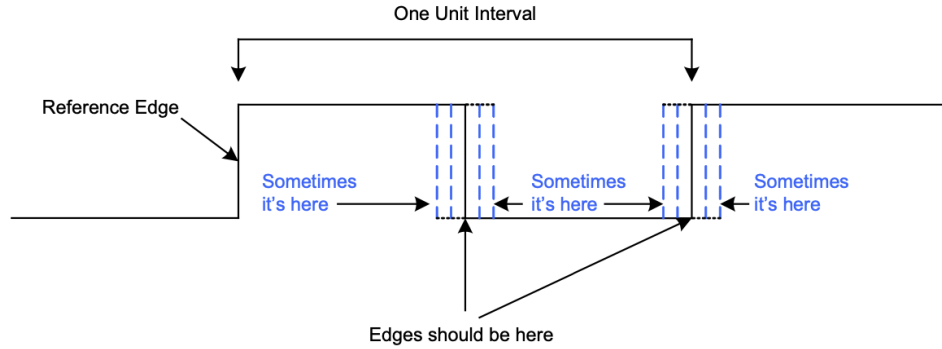 One Unit Interval
Reference Edge
Sometimes
it's here
Sometimes
it's here
Sometimes
it's here
Edges should be here